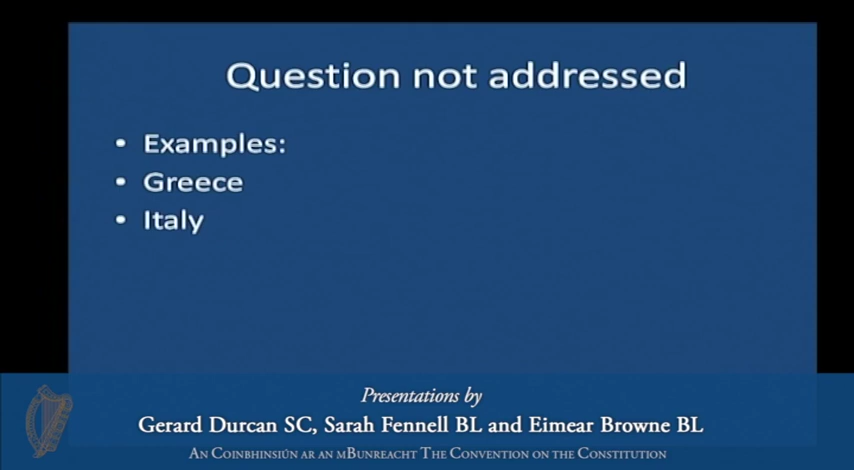 Question not addressed
• Examples:
• Greece
• Italy
Presentations by
Gerard Durcan SC, Sarah Fennell BL and Eimear Browne BL
An Coinbhinsiún ar an mBunreacht The Convention on the Constitution